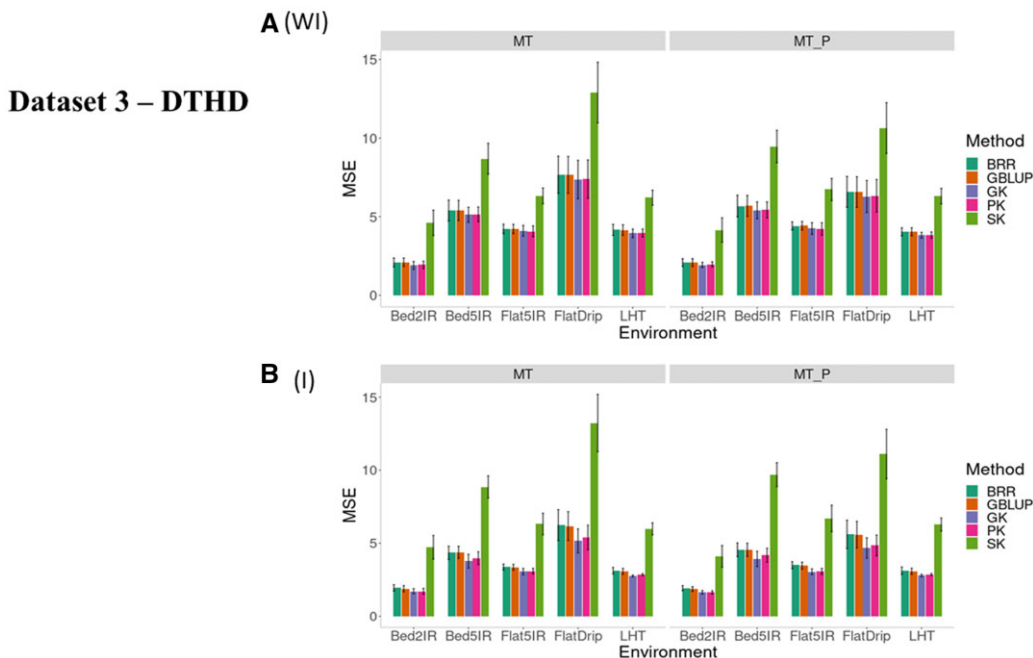 A (WI)
Dataset 3 – DTHD
MT MT_P
15
10
5
0
MSE
Bed2IR Bed5IR Flat5IR FlatDrip LHT Bed2IR Bed5IR Flat5IR FlatDrip LHT
Environment
Method
BRR
GBLUP
GK
PK
SK
B (I)
MT MT_P
15
10
5
0
MSE
Bed2IR Bed5IR Flat5IR FlatDrip LHT Bed2IR Bed5IR Flat5IR FlatDrip LHT
Environment
Method
BRR
GBLUP
GK
PK
SK